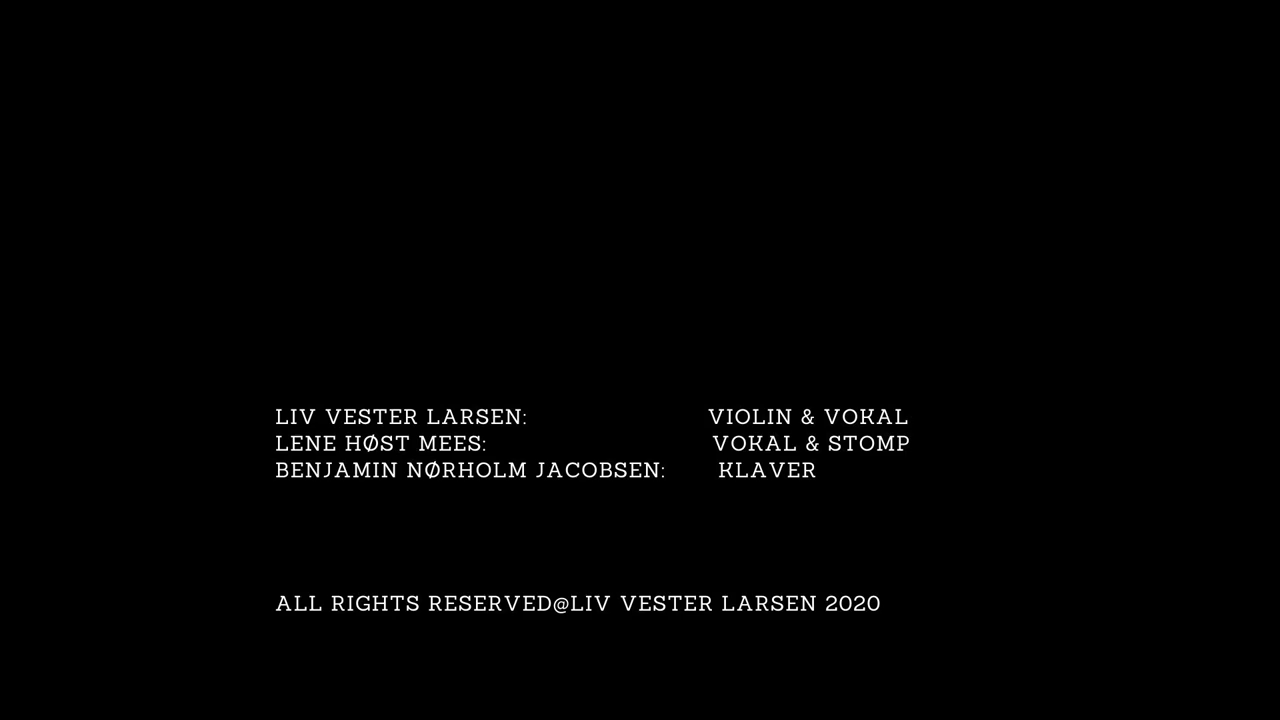 LIV VESTER LARSEN: VIOLIN & VOKAL
LENE HØST MEES: VOKAL & STOMP
BENJAMIN NØRHOLM JACOBSEN: KLAVER
ALL RIGHTS RESERVED@LIV VESTER LARSEN 2020